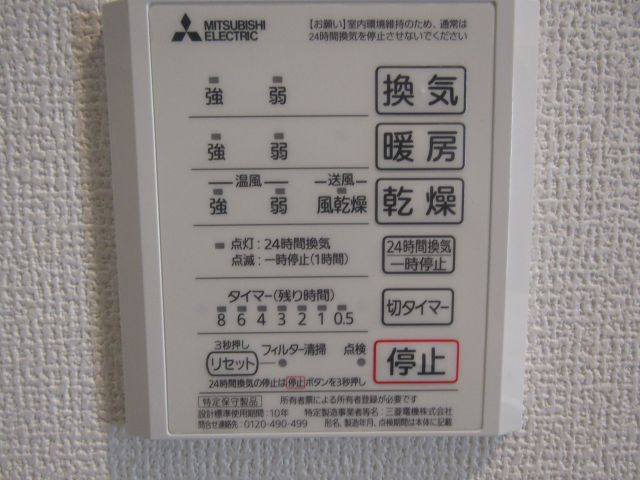 MITSUBISHI
ELECTRIC
【お願い】室内環境維持のため、通常は
24時間換気を停止させないでください
強 弱 換気
強 弱 暖房
温風 送風
強 弱 風乾燥 乾燥
点灯:24時間換気
点滅:一時停止(1時間)
24時間換気
一時停止
タイマー(残り時間)
8 6 4 3 2 1 0.5
切タイマー
3秒押し
リセット フィルター清掃 点検
停止
24時間換気の停止は停止ボタンを3秒押し
特定保守製品 所有者票による所有者登録が必要です
設計標準使用期間:10年 特定製造事業者等名:三菱電機株式会社
問合せ連絡先:0120-490-499 形名、製造年月、点検期間は本体に記載